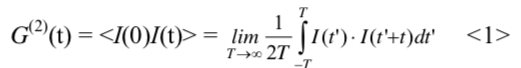 G⁽²⁾(t) = <I(0)I(t)> = lim_{T→∞} 1/2T ∫_{-T}^{T} I(t') · I(t'+t)dt' <1>